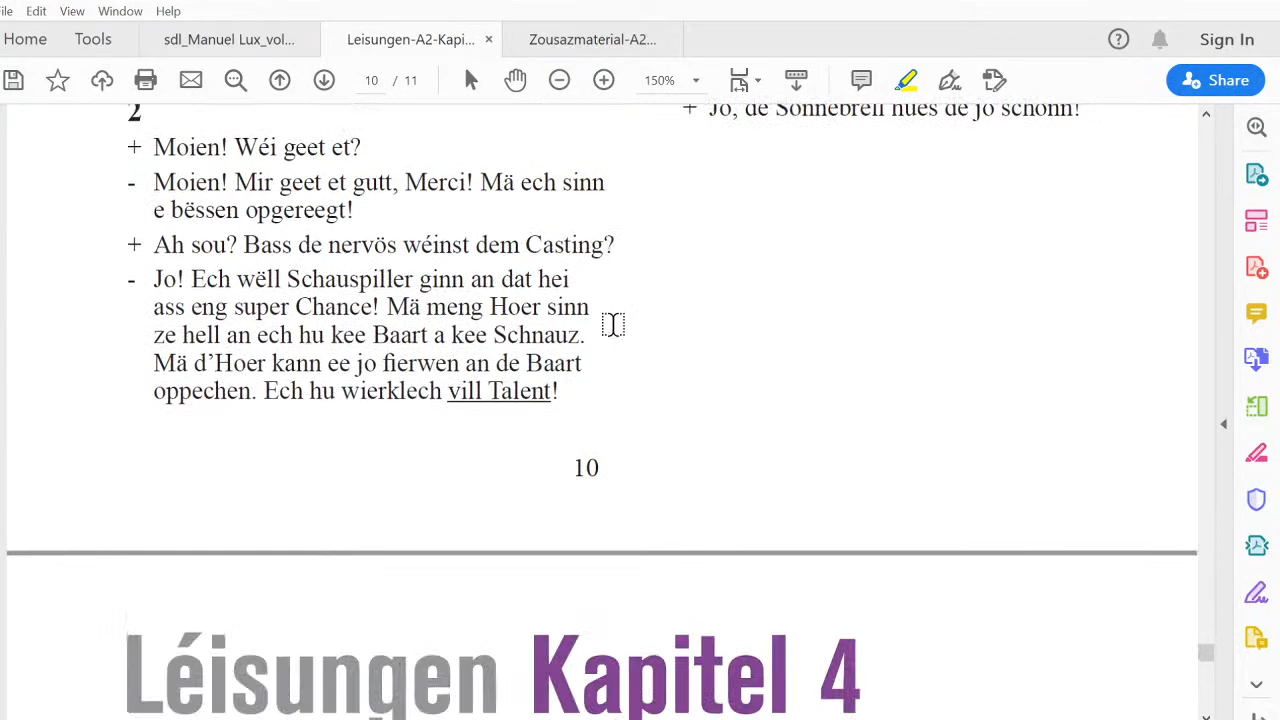 File Edit View Window Help
Home Tools sdl_Manuel Lux_vol... Leisungen-A2-Kapi... × Zousazmaterial-A2... Sign In
10 / 11 150% Share
2
+ Moien! Wéi geet et?
- Moien! Mir geet et gutt, Merci! Mä ech sinn
e bëssen opgereegt!
+ Ah sou? Bass de nervös wéinst dem Casting?
- Jo! Ech wëll Schauspiller ginn an dat hei
ass eng super Chance! Mä meng Hoer sinn
ze hell an ech hu kee Baart a kee Schnauz.
Mä d’Hoer kann ee jo fierwen an de Baart
oppechen. Ech hu wierklech vill Talent!
+ Jo, de Sonnebrëll hues de jo schonn!
10
Léisungen Kapitel 4